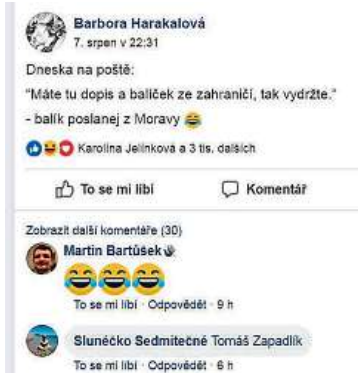 Barbora Harakalová
7. srpen v 22:31
Dneska na poště:
"Máte tu dopis a balíček ze zahraničí, tak vydržte."
- balík poslanej z Moravy 😂
Karolína Jelínková a 3 tis. dalších
To se mi líbí Komentář
Zobrazit další komentáře (30)
Martin Bartůšek
😂😂😂
To se mi líbí · Odpovědět · 9 h
Slunéčko Sedmitečné Tomáš Zapadlík
To se mi líbí · Odpovědět · 6 h